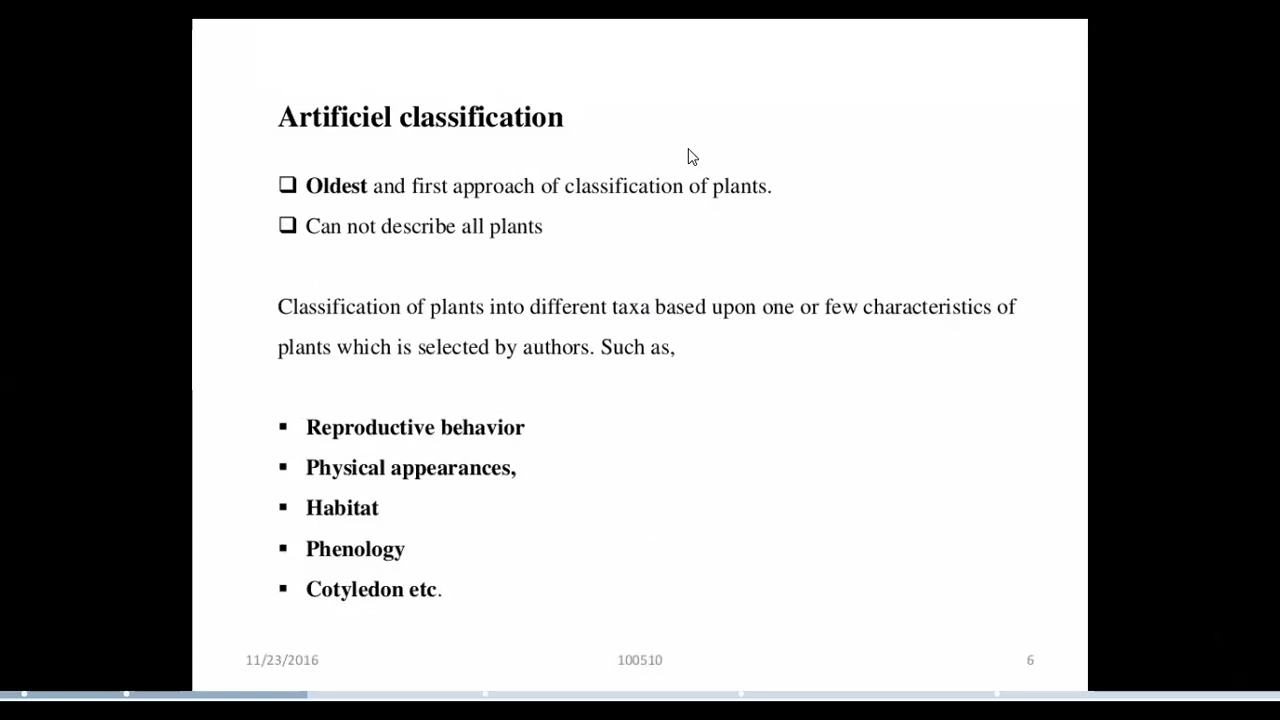 Artificiel classification
❑ Oldest and first approach of classification of plants.
❑ Can not describe all plants
Classification of plants into different taxa based upon one or few characteristics of
plants which is selected by authors. Such as,
▪ Reproductive behavior
▪ Physical appearances,
▪ Habitat
▪ Phenology
▪ Cotyledon etc.
11/23/2016 100510 6